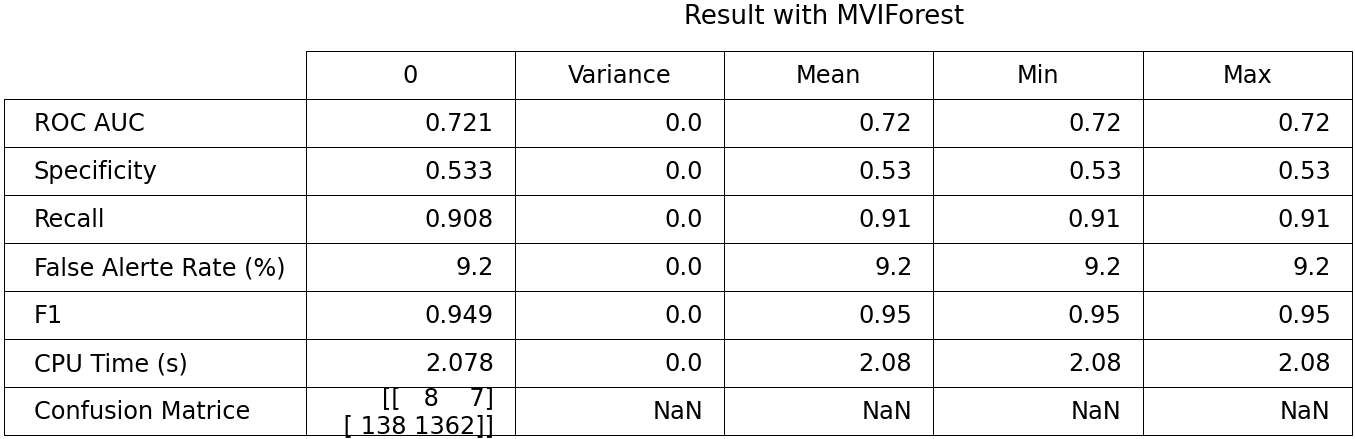 Result with MVIForest
0 Variance Mean Min Max
ROC AUC 0.721 0.0 0.72 0.72 0.72
Specificity 0.533 0.0 0.53 0.53 0.53
Recall 0.908 0.0 0.91 0.91 0.91
False Alerte Rate (%) 9.2 0.0 9.2 9.2 9.2
F1 0.949 0.0 0.95 0.95 0.95
CPU Time (s) 2.078 0.0 2.08 2.08 2.08
Confusion Matrice [[ 8 7]
[ 138 1362]] NaN NaN NaN NaN